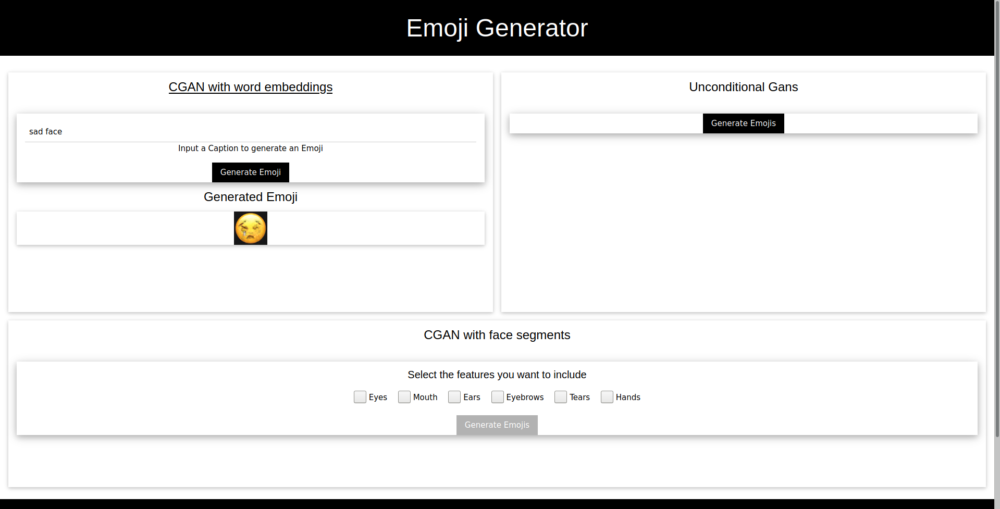 Emoji Generator
CGAN with word embeddings
sad face
Input a Caption to generate an Emoji
Generate Emoji
Generated Emoji
Unconditional Gans
Generate Emojis
CGAN with face segments
Select the features you want to include
Eyes Mouth Ears Eyebrows Tears Hands
Generate Emojis